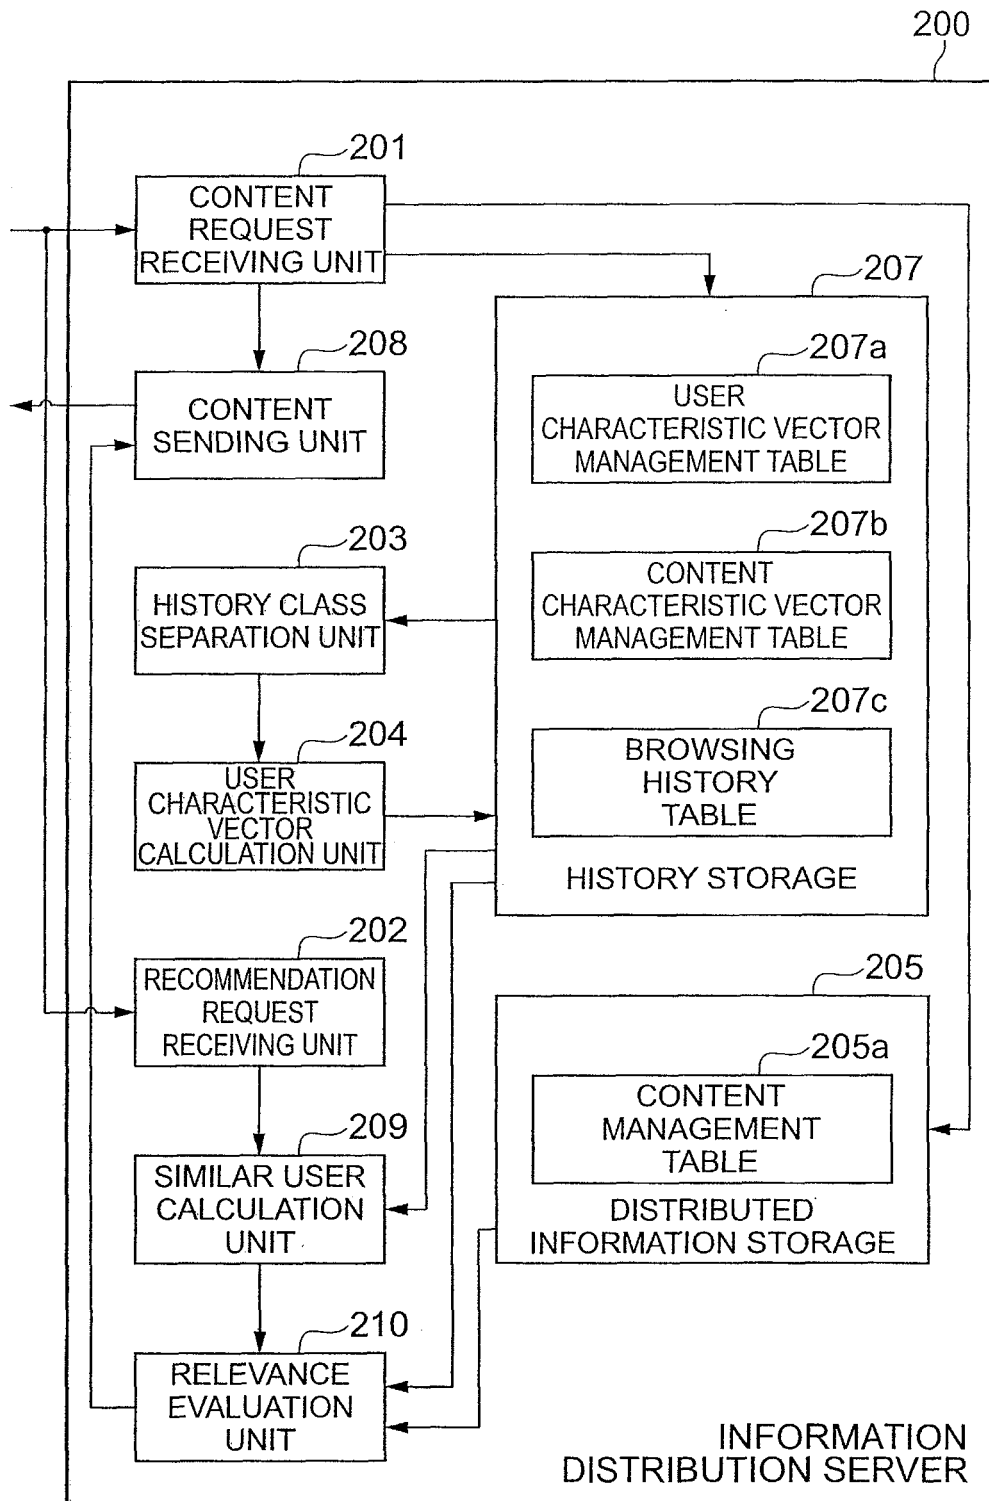 200
201
CONTENT
REQUEST
RECEIVING UNIT
207
208
CONTENT
SENDING UNIT
207a
USER
CHARACTERISTIC VECTOR
MANAGEMENT TABLE
207b
CONTENT
CHARACTERISTIC VECTOR
MANAGEMENT TABLE
203
HISTORY CLASS
SEPARATION UNIT
207c
BROWSING
HISTORY
TABLE
HISTORY STORAGE
204
USER
CHARACTERISTIC
VECTOR
CALCULATION UNIT
202
RECOMMENDATION
REQUEST
RECEIVING UNIT
205
205a
CONTENT
MANAGEMENT
TABLE
DISTRIBUTED
INFORMATION STORAGE
209
SIMILAR USER
CALCULATION
UNIT
210
RELEVANCE
EVALUATION
UNIT
INFORMATION
DISTRIBUTION SERVER